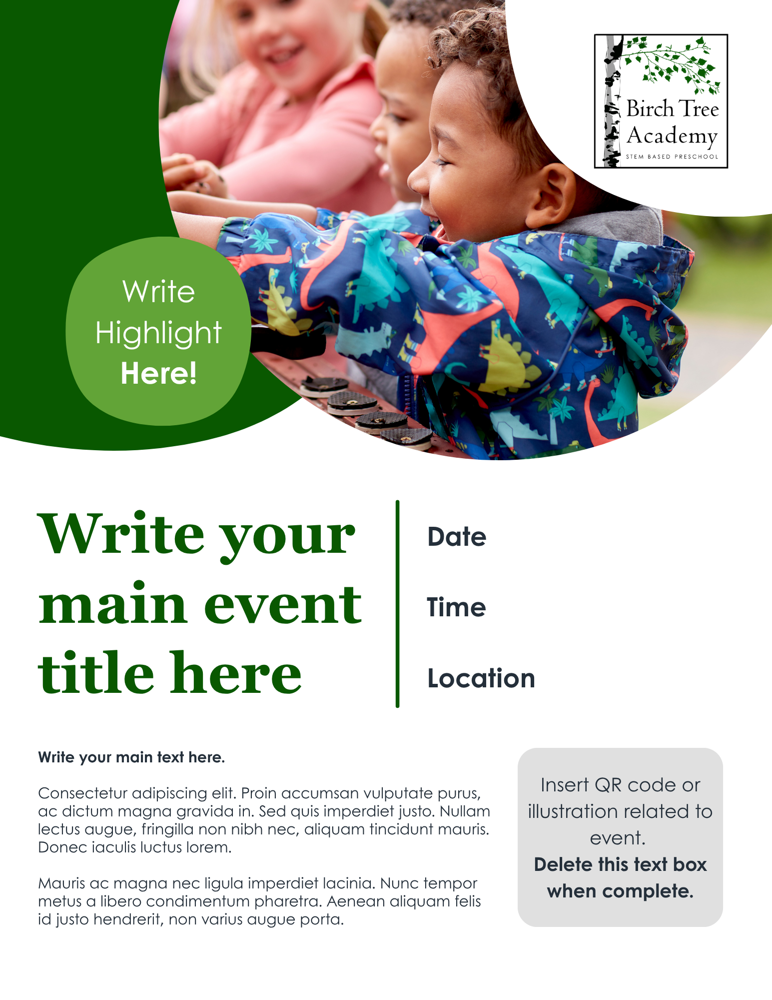 Birch Tree
Academy
STEM BASED PRESCHOOL
Write
Highlight
Here!
Write your
main event
title here
Date
Time
Location
Write your main text here.
Consectetur adipiscing elit. Proin accumsan vulputate purus,
ac dictum magna gravida in. Sed quis imperdiet justo. Nullam
lectus augue, fringilla non nibh nec, aliquam tincidunt mauris.
Donec iaculis luctus lorem.
Mauris ac magna nec ligula imperdiet lacinia. Nunc tempor
metus a libero condimentum pharetra. Aenean aliquam felis
id justo hendrerit, non varius augue porta.
Insert QR code or
illustration related to
event.
Delete this text box
when complete.